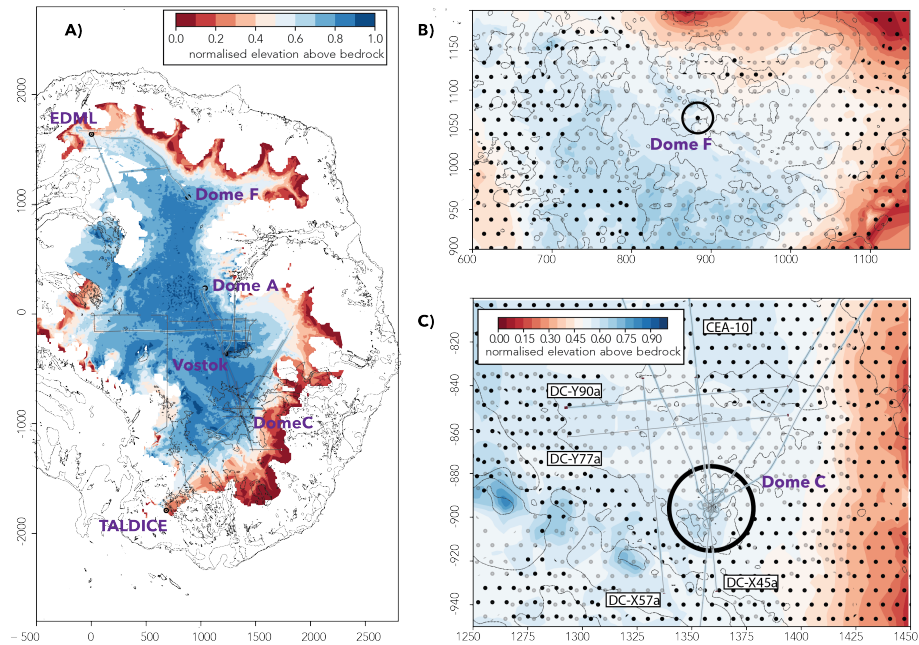 A)
0.0 0.2 0.4 0.6 0.8 1.0
normalised elevation above bedrock
EDML
Dome F
Dome A
Vostok
DomeC
TALDICE
2000
1000
0
-1000
-2000
-500 0 500 1000 1500 2000 2500
B)
Dome F
1150
1100
1050
1000
950
900
600 700 800 900 1000 1100
C)
0.00 0.15 0.30 0.45 0.60 0.75 0.90
normalised elevation above bedrock
CEA-10
DC-Y90a
DC-Y77a
Dome C
DC-X45a
DC-X57a
-820
-840
-860
-880
-900
-920
-940
1250 1275 1300 1325 1350 1375 1400 1425 1450